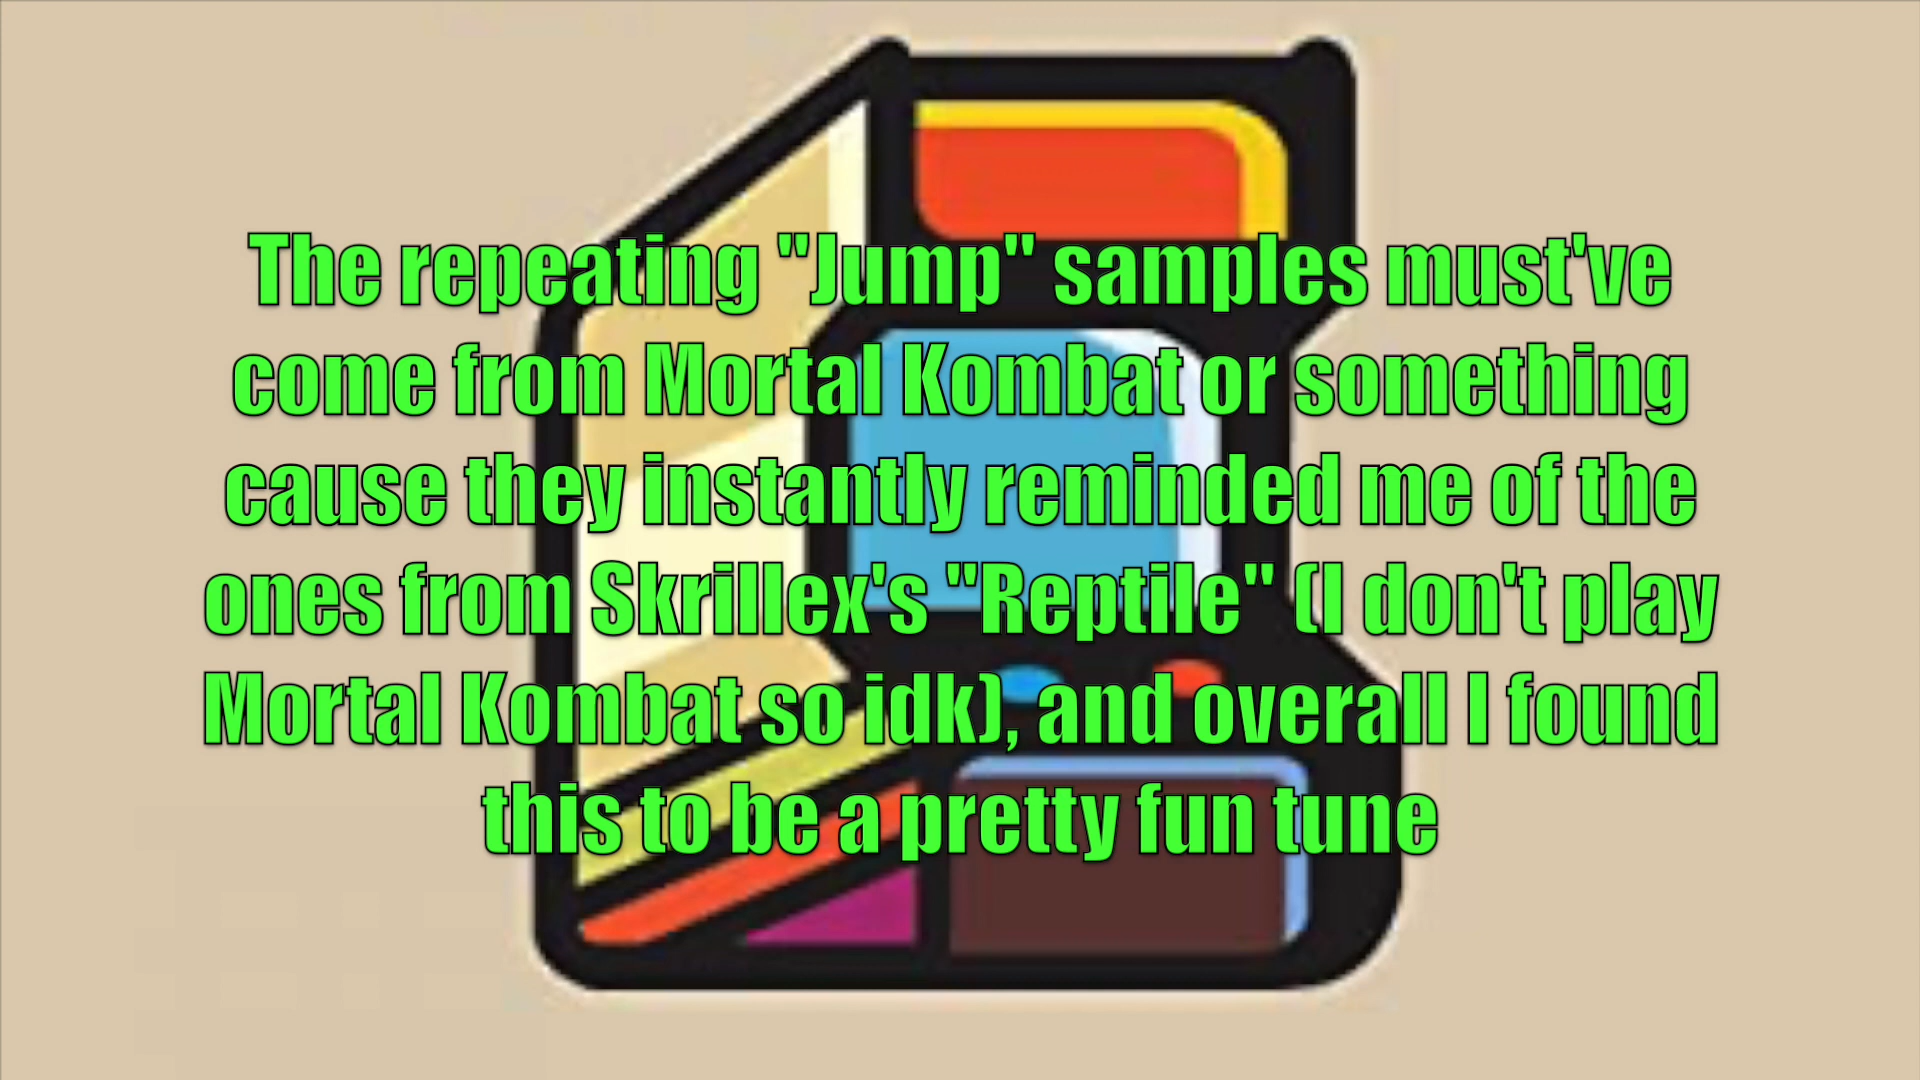 The repeating "Jump" samples must've
come from Mortal Kombat or something
cause they instantly reminded me of the
ones from Skrillex's "Reptile" (I don't play
Mortal Kombat so idk), and overall I found
this to be a pretty fun tune